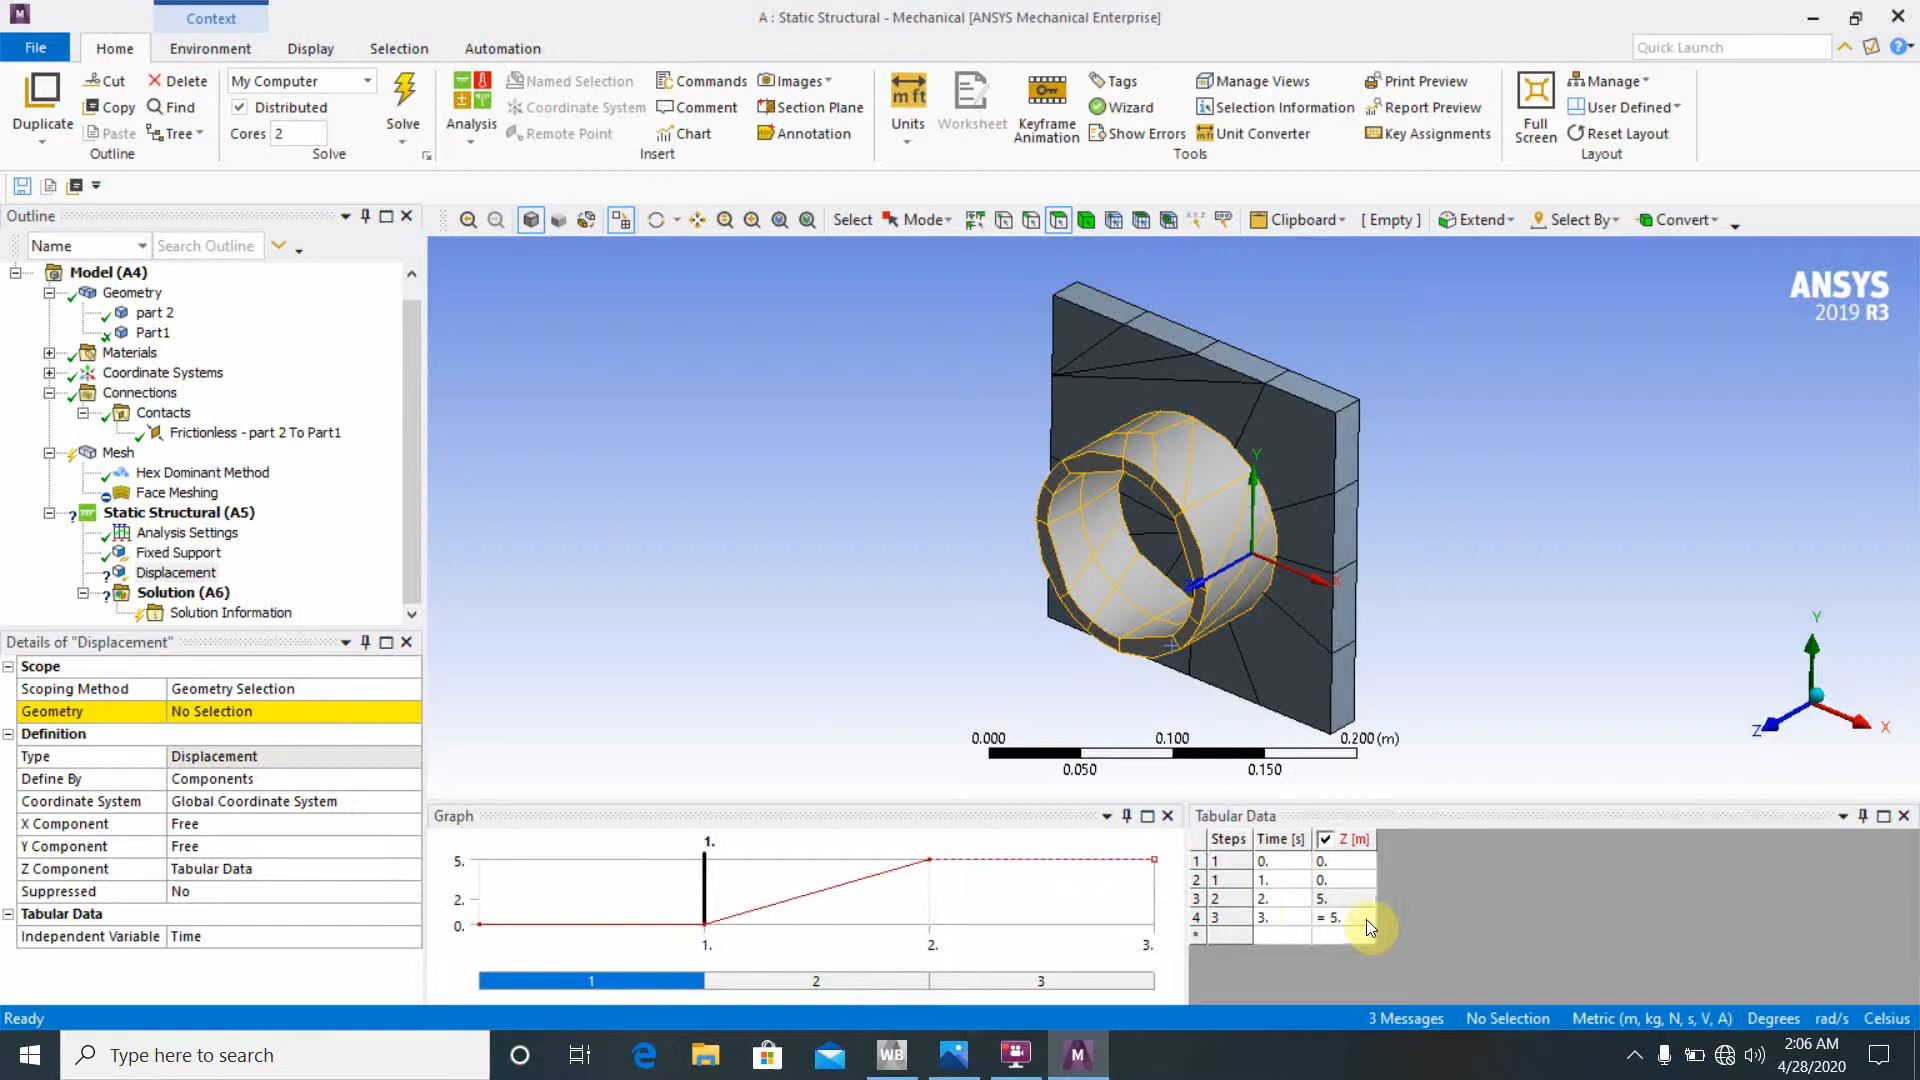 M
Context
A : Static Structural - Mechanical [ANSYS Mechanical Enterprise]
File Home Environment Display Selection Automation
Quick Launch
Duplicate
Cut Delete
Copy Find
Paste Tree
Outline
My Computer
Distributed
Cores 2
Solve
Solve
Analysis
Named Selection Commands Images
Coordinate System Comment Section Plane
Remote Point Chart Annotation
Insert
Units
Worksheet
Keyframe
Animation
Tags Manage Views Print Preview
Wizard Selection Information Report Preview
Show Errors Unit Converter Key Assignments
Tools
Full
Screen
Manage
User Defined
Reset Layout
Layout
Outline
Name Search Outline
Select Mode Clipboard [ Empty ] Extend Select By Convert
Model (A4)
Geometry
part 2
Part1
Materials
Coordinate Systems
Connections
Contacts
Frictionless - part 2 To Part1
Mesh
Hex Dominant Method
Face Meshing
Static Structural (A5)
Analysis Settings
Fixed Support
Displacement
Solution (A6)
Solution Information
ANSYS
2019 R3
Y
X
Y
Z
X
0.000 0.100 0.200 (m)
0.050 0.150
Details of "Displacement"
Scope
Scoping Method Geometry Selection
Geometry No Selection
Definition
Type Displacement
Define By Components
Coordinate System Global Coordinate System
X Component Free
Y Component Free
Z Component Tabular Data
Suppressed No
Tabular Data
Independent Variable Time
Graph
1.
5.
2.
0.
1. 2. 3.
1 2 3
Tabular Data
Steps Time [s] Z [m]
1 1 0. 0.
2 1 1. 0.
3 2 2. 5.
4 3 3. = 5.
*
Ready
3 Messages No Selection Metric (m, kg, N, s, V, A) Degrees rad/s Celsius
Type here to search
WB
M
2:06 AM
4/28/2020